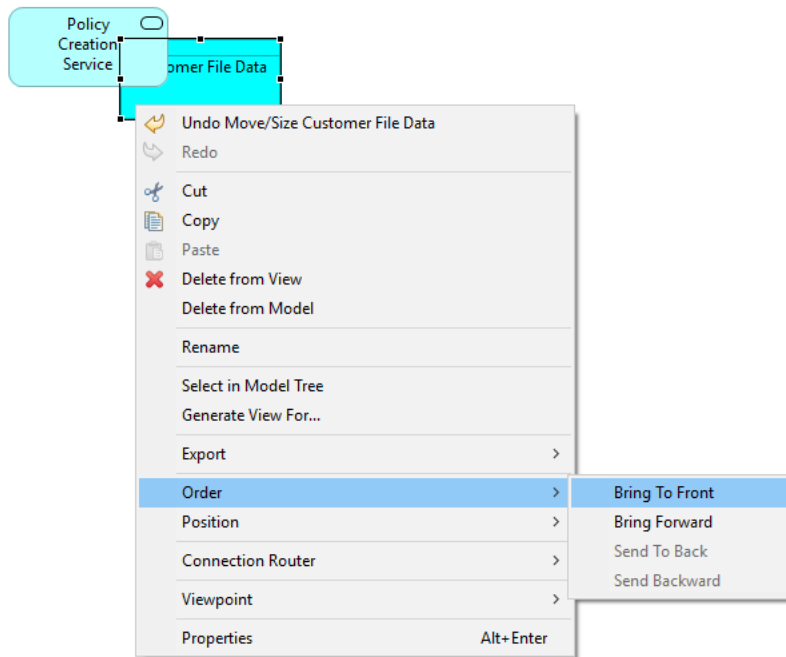 Policy
Creation
Service
omer File Data
Undo Move/Size Customer File Data
Redo
Cut
Copy
Paste
Delete from View
Delete from Model
Rename
Select in Model Tree
Generate View For...
Export
Order
Bring To Front
Position
Bring Forward
Send To Back
Connection Router
Send Backward
Viewpoint
Properties Alt+Enter